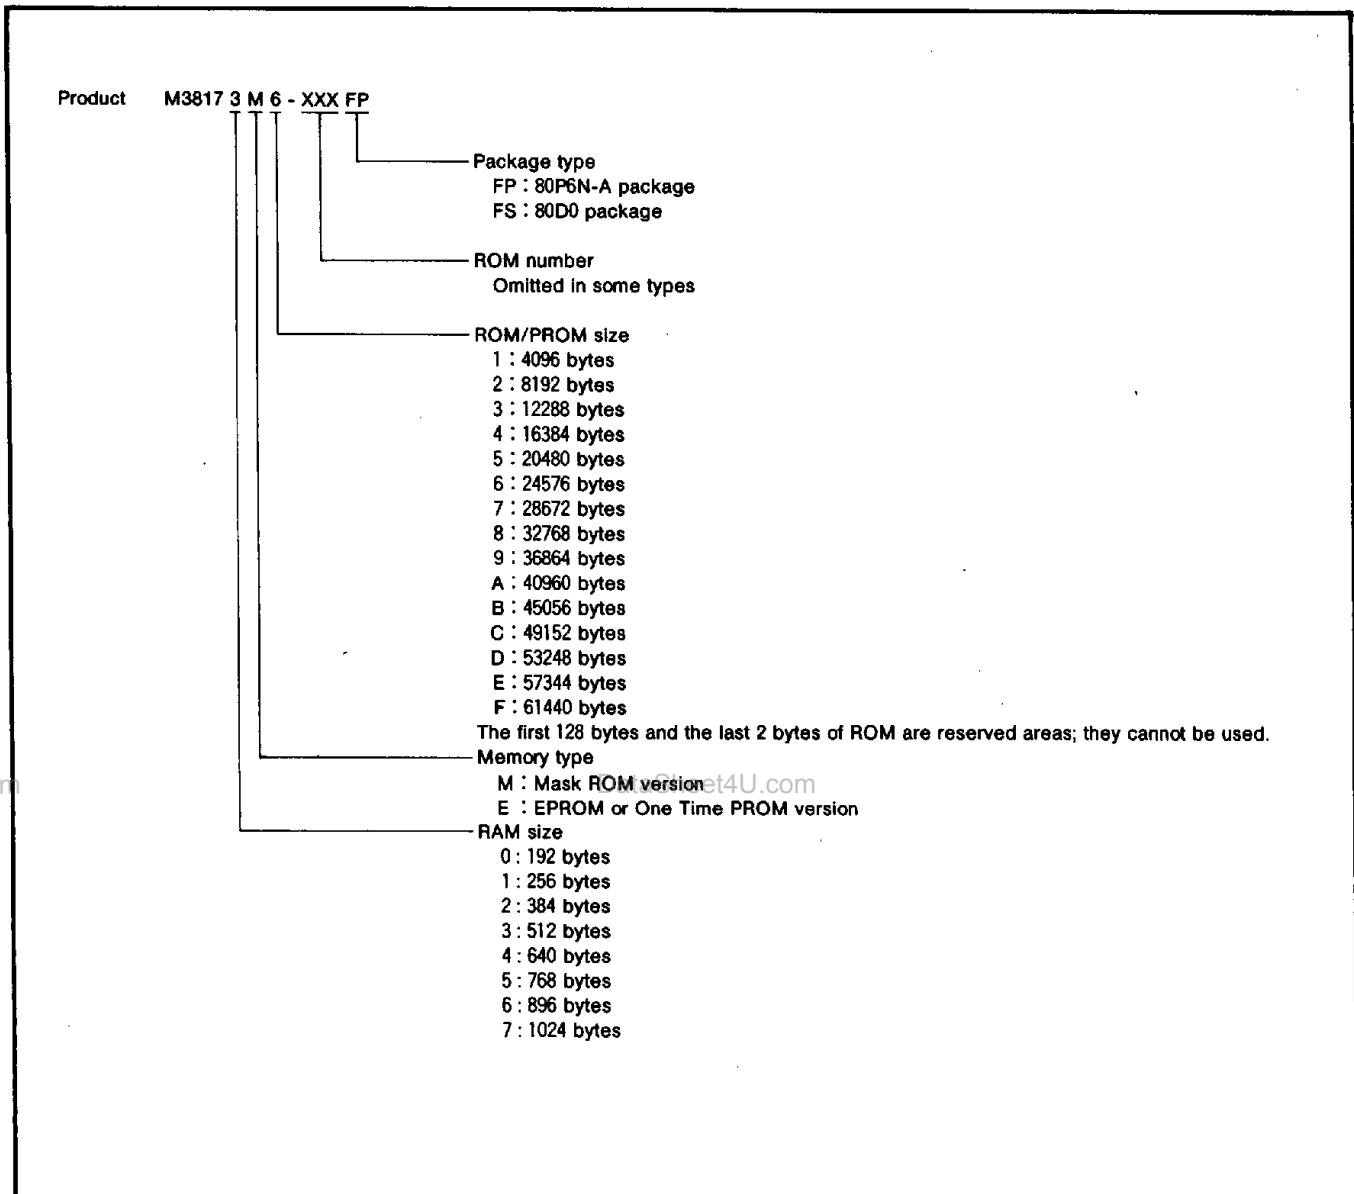 Product M3817 3 M 6 - XXX FP
Package type
FP : 80P6N-A package
FS : 80D0 package
ROM number
Omitted in some types
ROM/PROM size
1 : 4096 bytes
2 : 8192 bytes
3 : 12288 bytes
4 : 16384 bytes
5 : 20480 bytes
6 : 24576 bytes
7 : 28672 bytes
8 : 32768 bytes
9 : 36864 bytes
A : 40960 bytes
B : 45056 bytes
C : 49152 bytes
D : 53248 bytes
E : 57344 bytes
F : 61440 bytes
The first 128 bytes and the last 2 bytes of ROM are reserved areas; they cannot be used.
Memory type
m
M : Mask ROM version
DataSheet4U.com
E : EPROM or One Time PROM version
RAM size
0 : 192 bytes
1 : 256 bytes
2 : 384 bytes
3 : 512 bytes
4 : 640 bytes
5 : 768 bytes
6 : 896 bytes
7 : 1024 bytes